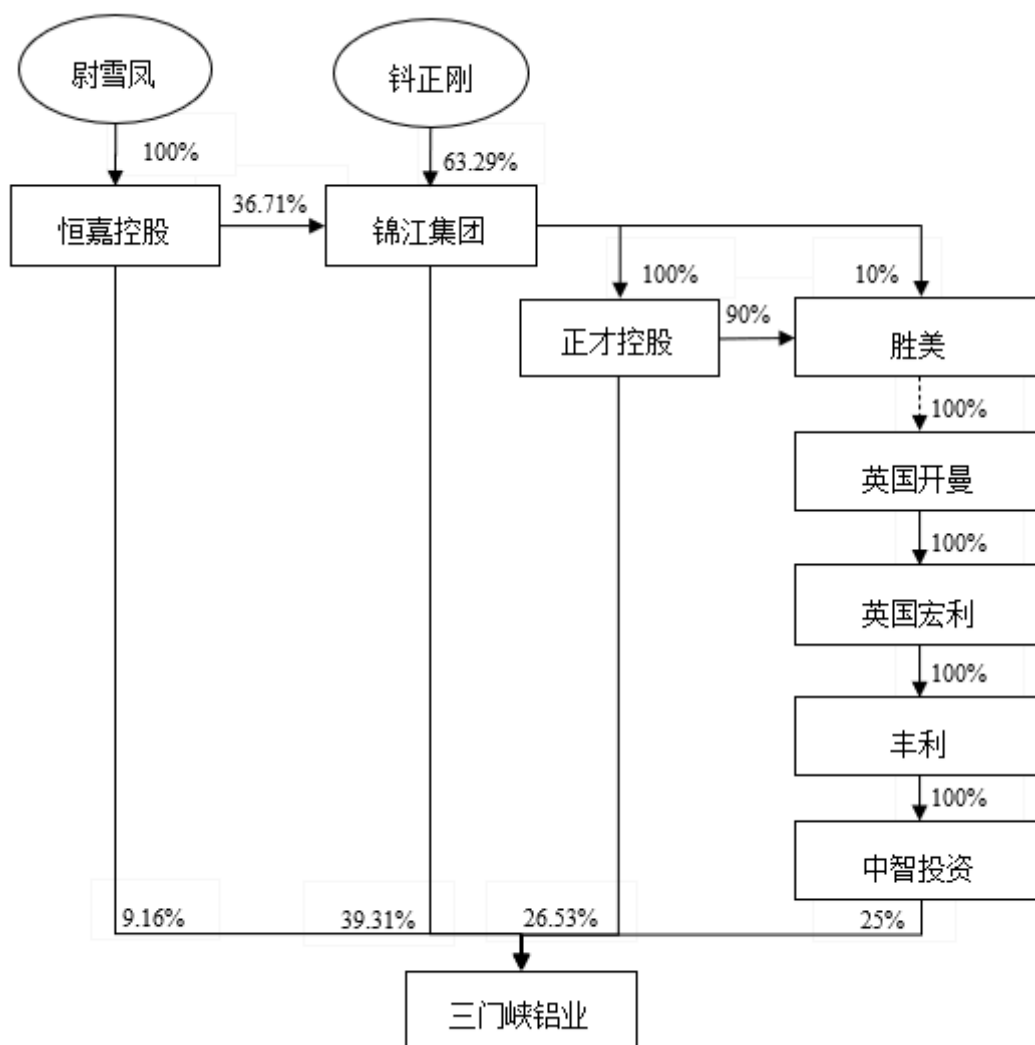 尉雪凤
钭正刚
100%
63.29%
恒嘉控股
36.71%
锦江集团
100%
10%
正才控股
90%
胜美
100%
英国开曼
100%
英国宏利
100%
丰利
100%
中智投资
9.16%
39.31%
26.53%
25%
三门峡铝业